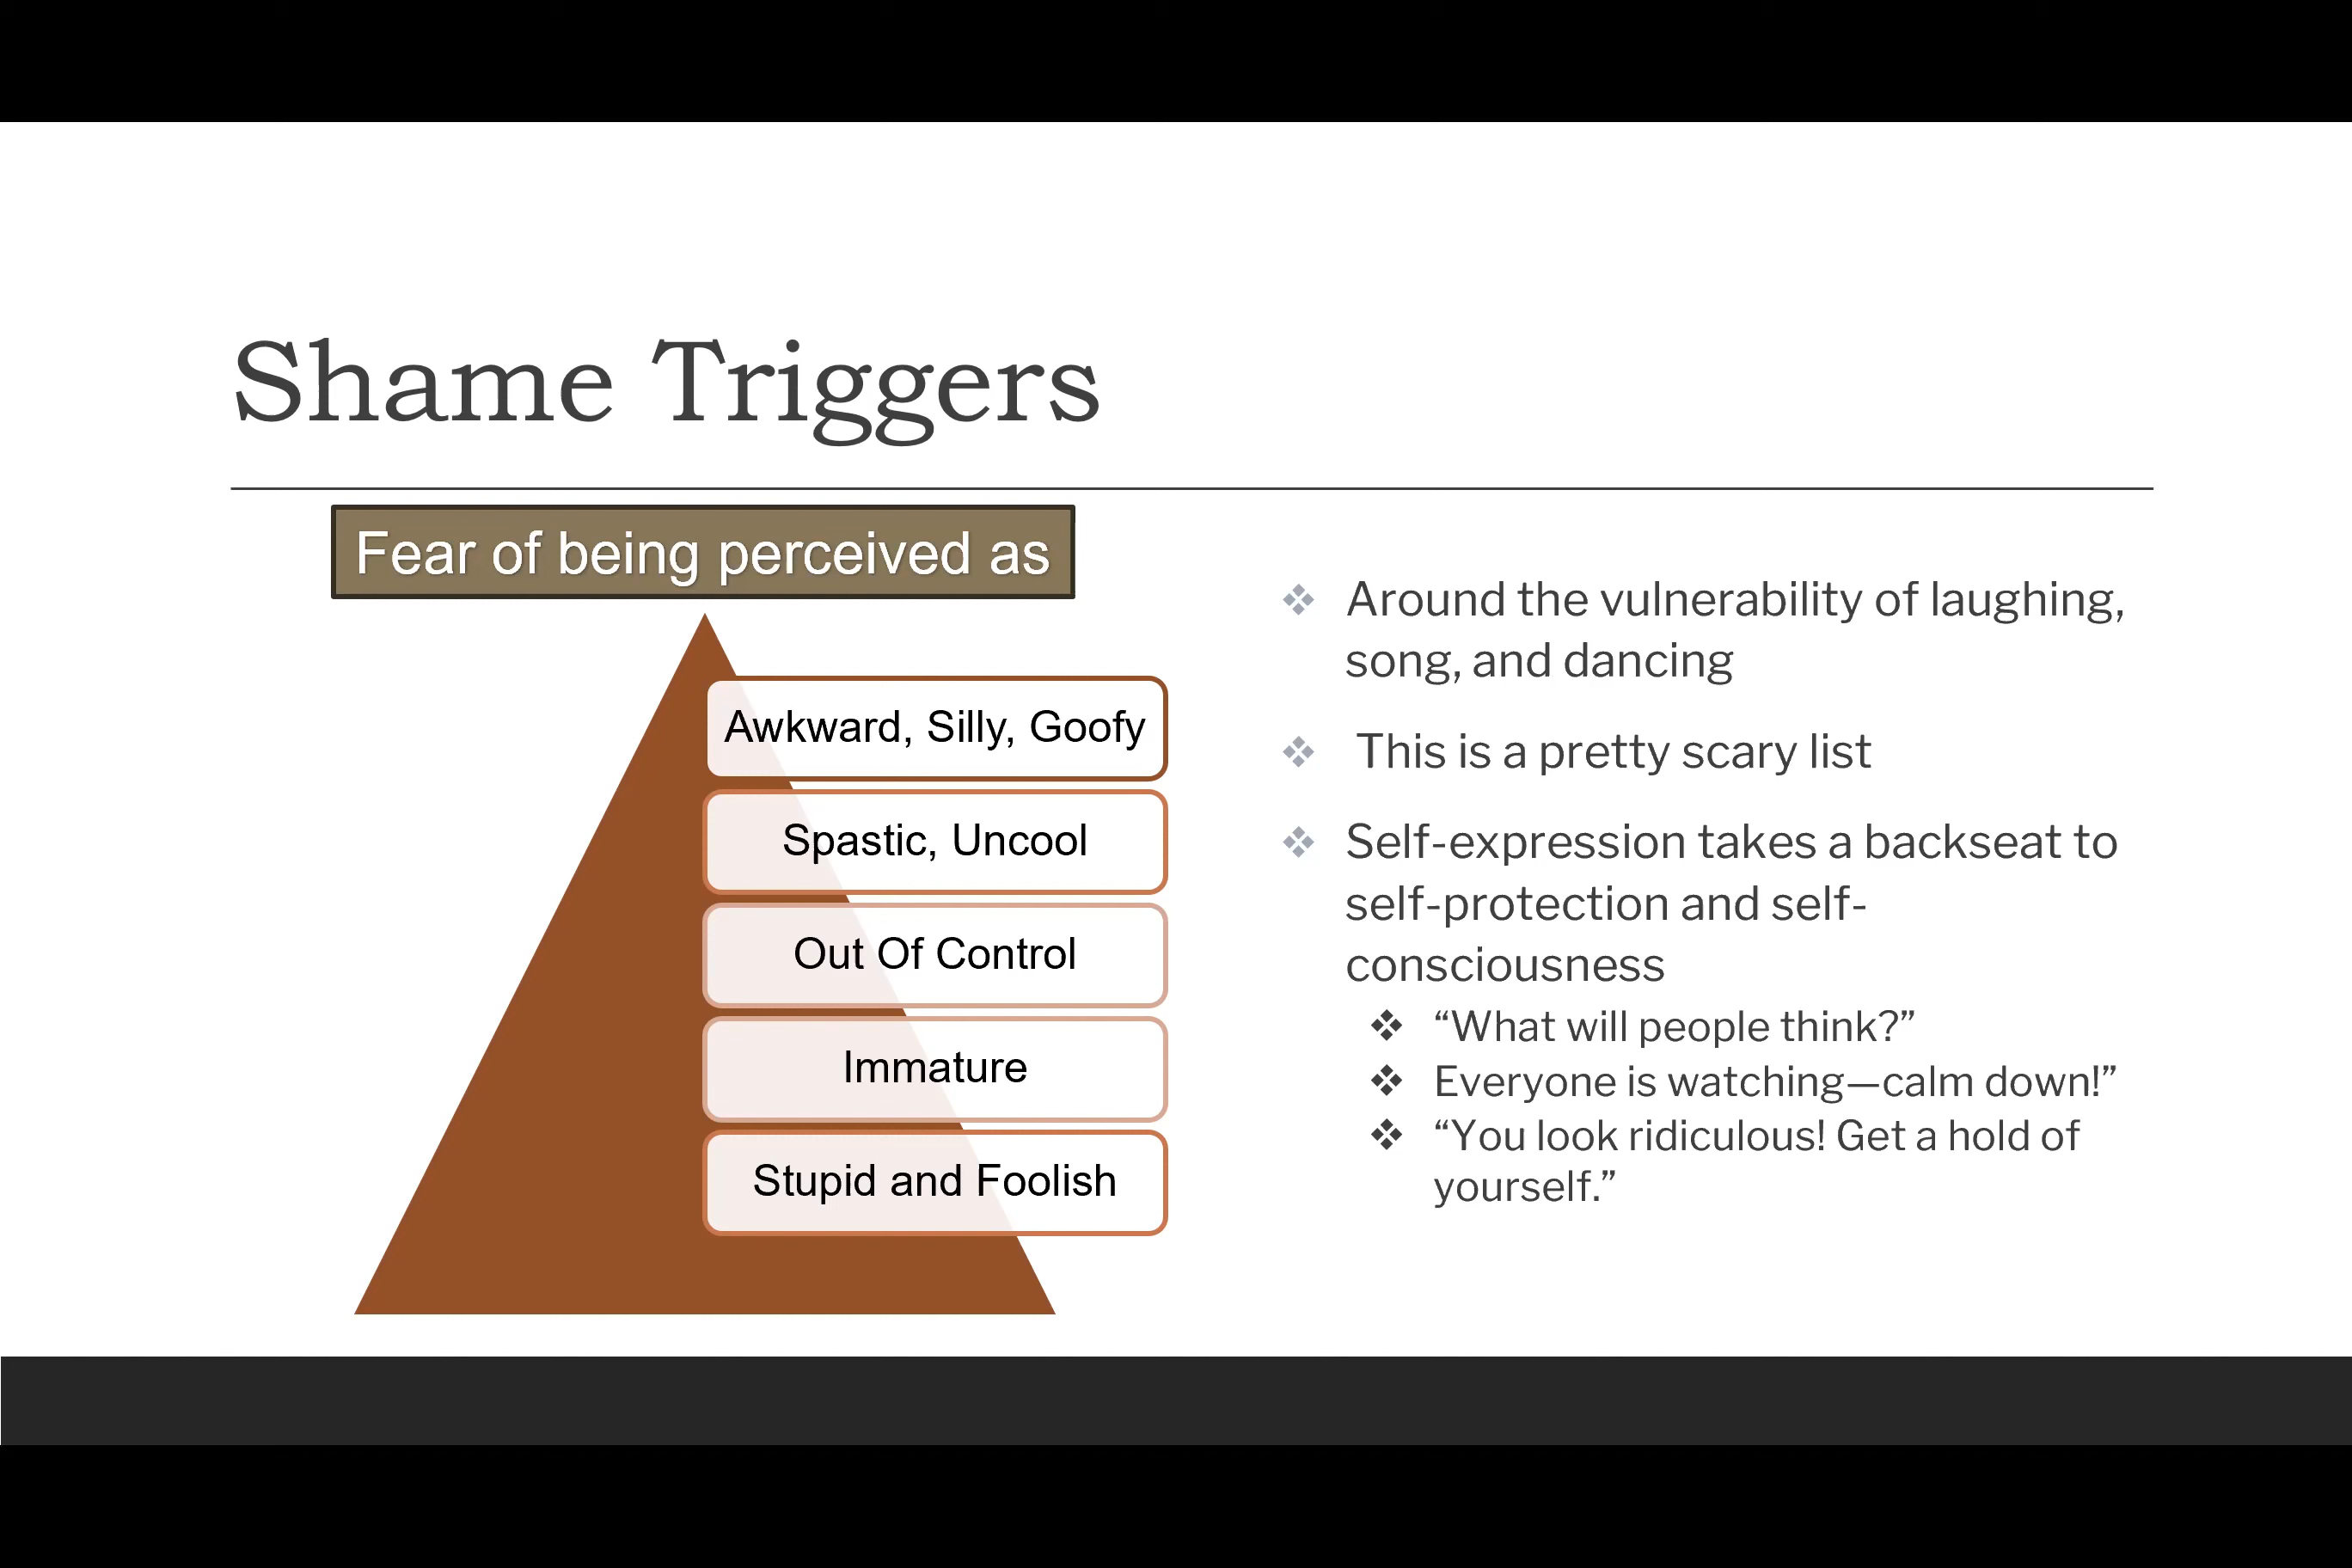 Shame Triggers
Fear of being perceived as
Awkward, Silly, Goofy
Spastic, Uncool
Out Of Control
Immature
Stupid and Foolish
❖ Around the vulnerability of laughing,
song, and dancing
❖ This is a pretty scary list
❖ Self-expression takes a backseat to
self-protection and self-
consciousness
❖ “What will people think?”
❖ Everyone is watching—calm down!”
❖ “You look ridiculous! Get a hold of
yourself.”